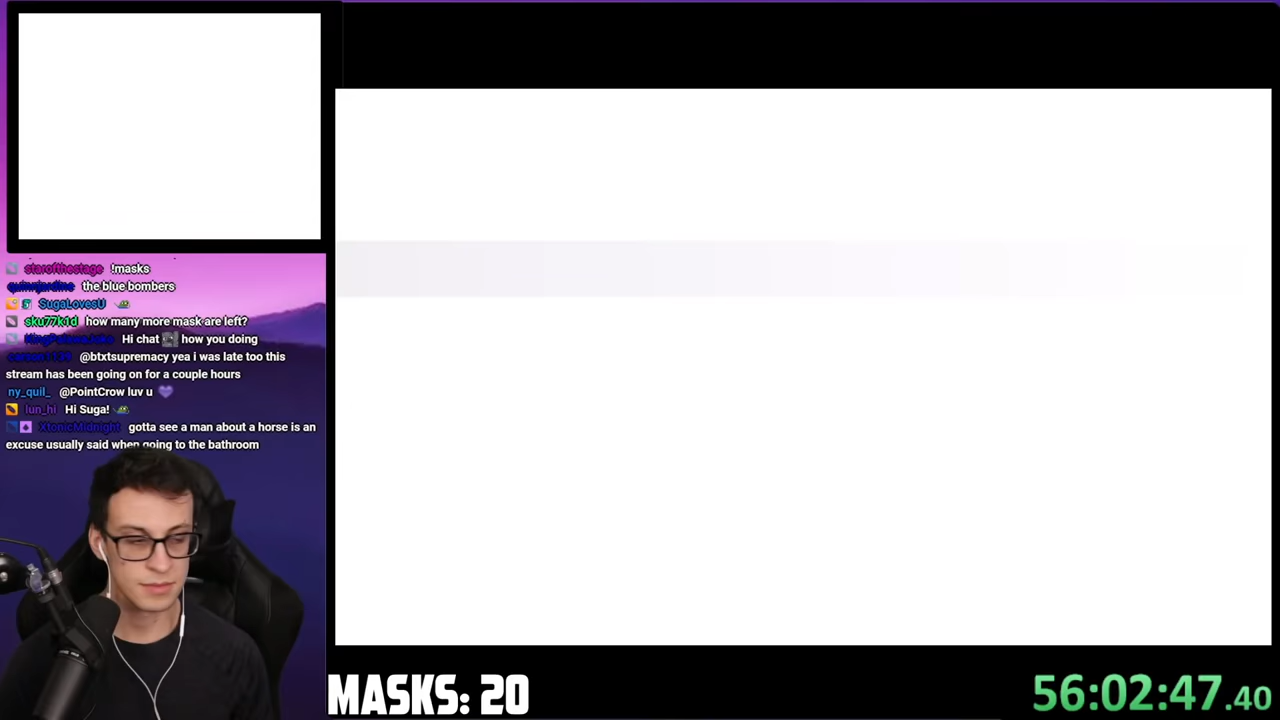 starofthestage !masks
quinnjardine the blue bombers
SugaLovesU
sku77k1d how many more mask are left?
Hi chat how you doing
@btxtsupremacy yea i was late too this
stream has been going on for a couple hours
ny_quil_ @PointCrow luv u
lun_hi Hi Suga!
XtonicMidnight gotta see a man about a horse is an
excuse usually said when going to the bathroom
MASKS: 20
56:02:47.40